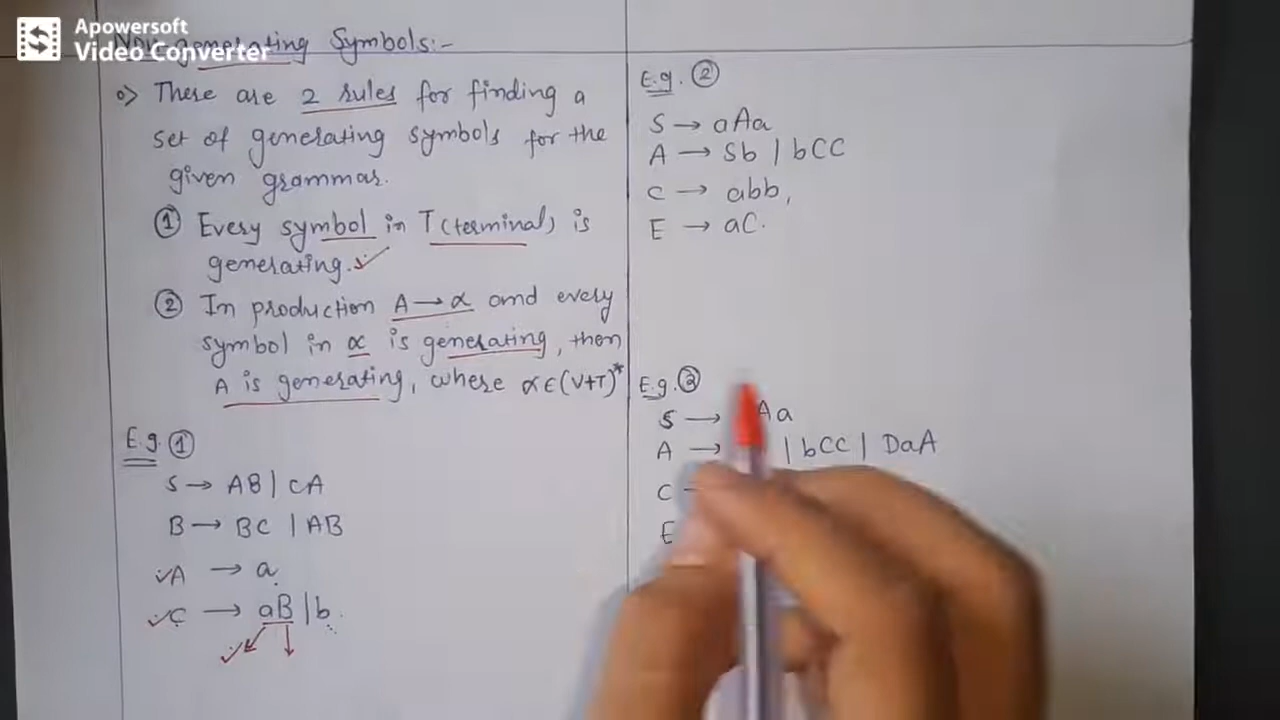 Apowersoft
Video Converter
Non-generating Symbols:-
There are 2 rules for finding a
set of generating symbols for the
given grammar.
① Every symbol in T(terminal) is
generating.
② In production A → α and every
symbol in α is generating, then
A is generating, where α∈(V+T)*
E.g. ①
S → AB | CA
B → BC | AB
✓A → a
✓C → aB | b.
E.g. ②
S → aAa
A → Sb | bCC
C → abb,
E → aC.
E.g. ③
S → Aa
A → | bCC | DaA
C
E